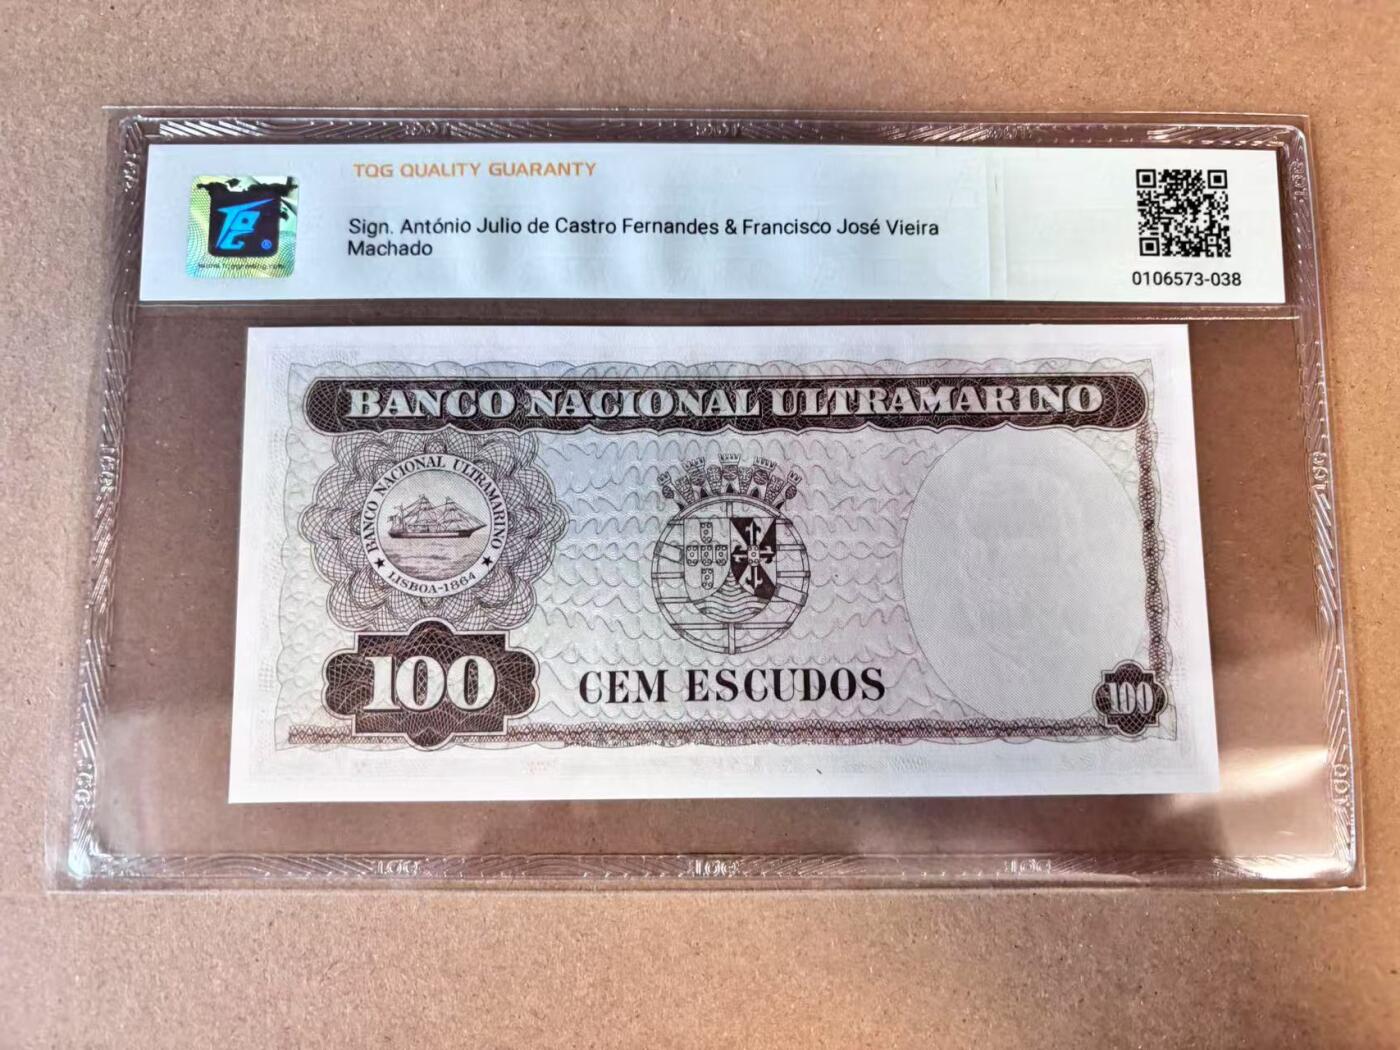 TQG QUALITY GUARANTY
Sign. António Julio de Castro Fernandes & Francisco José Vieira
Machado
0106573-038
BANCO NACIONAL ULTRAMARINO
BANCO NACIONAL ULTRAMARINO
★ LISBOA-1864 ★
100
CEM ESCUDOS
100